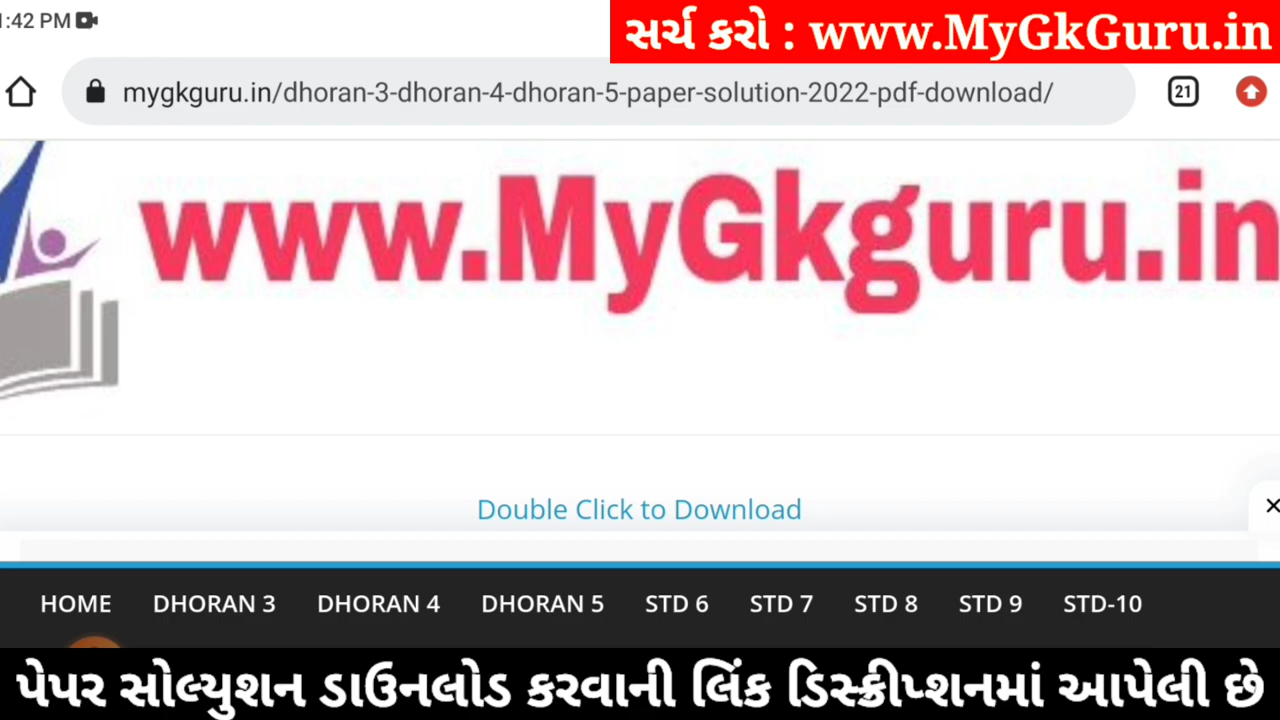 :42 PM
સર્ચ કરો : www.MyGkGuru.in
mygkguru.in/dhoran-3-dhoran-4-dhoran-5-paper-solution-2022-pdf-download/
21
www.MyGkguru.in
Double Click to Download
HOME DHORAN 3 DHORAN 4 DHORAN 5 STD 6 STD 7 STD 8 STD 9 STD-10
પેપર સોલ્યુશન ડાઉનલોડ કરવાની લિંક ડિસ્ક્રીપ્શનમાં આપેલી છે